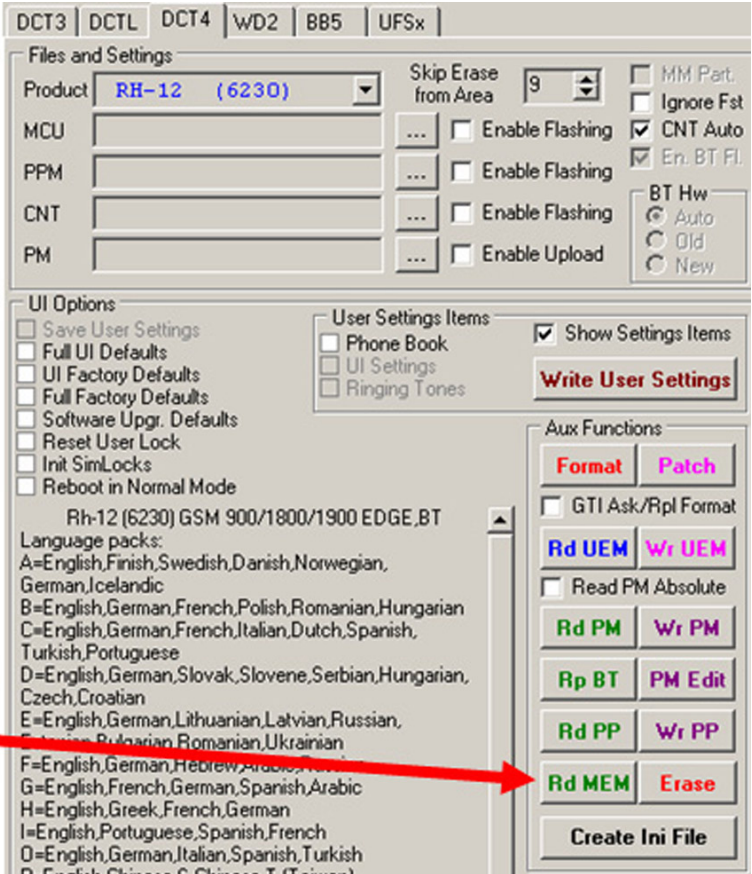 DCT3 DCTL DCT4 WD2 BB5 UFSx
Files and Settings
Product RH-12 (6230)
Skip Erase
from Area 9
MM Part.
Ignore Fst
CNT Auto
En. BT Fl.
MCU ... Enable Flashing
PPM ... Enable Flashing
CNT ... Enable Flashing
PM ... Enable Upload
BT Hw
Auto
Old
New
UI Options
Save User Settings
Full UI Defaults
UI Factory Defaults
Full Factory Defaults
Software Upgr. Defaults
Reset User Lock
Init SimLocks
Reboot in Normal Mode
User Settings Items
Phone Book
UI Settings
Ringing Tones
Show Settings Items
Write User Settings
Rh-12 (6230) GSM 900/1800/1900 EDGE,BT
Language packs:
A=English,Finish,Swedish,Danish,Norwegian,
German,Icelandic
B=English,German,French,Polish,Romanian,Hungarian
C=English,German,French,Italian,Dutch,Spanish,
Turkish,Portuguese
D=English,German,Slovak,Slovene,Serbian,Hungarian,
Czech,Croatian
E=English,German,Lithuanian,Latvian,Russian,
Bulgarian,Romanian,Ukrainian
F=English,German,Hebrew,
G=English,French,German,Spanish,Arabic
H=English,Greek,French,German
I=English,Portuguese,Spanish,French
O=English,German,Italian,Spanish,Turkish
Aux Functions
Format Patch
GTI Ask/Rpl Format
Rd UEM Wr UEM
Read PM Absolute
Rd PM Wr PM
Rp BT PM Edit
Rd PP Wr PP
Rd MEM Erase
Create Ini File